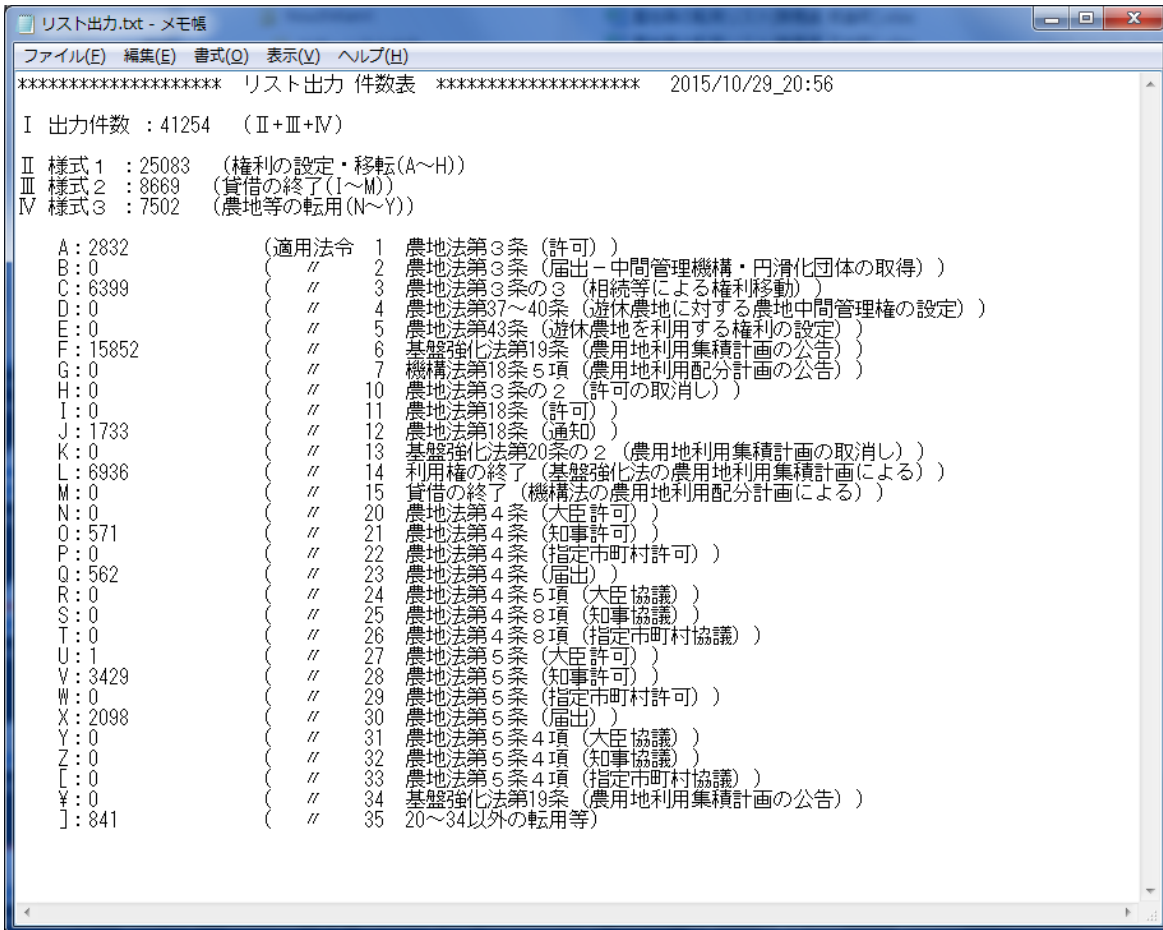 リスト出力.txt - メモ帳
ファイル(F) 編集(E) 書式(O) 表示(V) ヘルプ(H)
******************** リスト出力 件数表 ******************** 2015/10/29_20:56
Ⅰ 出力件数 : 41254 (Ⅱ+Ⅲ+Ⅳ)
Ⅱ 様式1 : 25083 (権利の設定・移転(A~H))
Ⅲ 様式2 : 8669 (貸借の終了(I~M))
Ⅳ 様式3 : 7502 (農地等の転用(N~Y))
A : 2832 (適用法令 1 農地法第3条(許可))
B : 0 ( 〃 2 農地法第3条(届出-中間管理機構・円滑化団体の取得))
C : 6399 ( 〃 3 農地法第3条の3(相続等による権利移動))
D : 0 ( 〃 4 農地法第37~40条(遊休農地に対する農地中間管理権の設定))
E : 0 ( 〃 5 農地法第43条(遊休農地を利用する権利の設定))
F : 15852 ( 〃 6 基盤強化法第19条(農用地利用集積計画の公告))
G : 0 ( 〃 7 機構法第18条5項(農用地利用配分計画の公告))
H : 0 ( 〃 10 農地法第3条の2(許可の取消し))
I : 0 ( 〃 11 農地法第18条(許可))
J : 1733 ( 〃 12 農地法第18条(通知))
K : 0 ( 〃 13 基盤強化法第20条の2(農用地利用集積計画の取消し))
L : 6936 ( 〃 14 利用権の終了(基盤強化法の農用地利用集積計画による))
M : 0 ( 〃 15 貸借の終了(機構法の農用地利用配分計画による))
N : 0 ( 〃 20 農地法第4条(大臣許可))
O : 571 ( 〃 21 農地法第4条(知事許可))
P : 0 ( 〃 22 農地法第4条(指定市町村許可))
Q : 562 ( 〃 23 農地法第4条(届出))
R : 0 ( 〃 24 農地法第4条5項(大臣協議))
S : 0 ( 〃 25 農地法第4条8項(知事協議))
T : 0 ( 〃 26 農地法第4条8項(指定市町村協議))
U : 1 ( 〃 27 農地法第5条(大臣許可))
V : 3429 ( 〃 28 農地法第5条(知事許可))
W : 0 ( 〃 29 農地法第5条(指定市町村許可))
X : 2098 ( 〃 30 農地法第5条(届出))
Y : 0 ( 〃 31 農地法第5条4項(大臣協議))
Z : 0 ( 〃 32 農地法第5条4項(知事協議))
[ : 0 ( 〃 33 農地法第5条4項(指定市町村協議))
¥ : 0 ( 〃 34 基盤強化法第19条(農用地利用集積計画の公告))
] : 841 ( 〃 35 20~34以外の転用等)